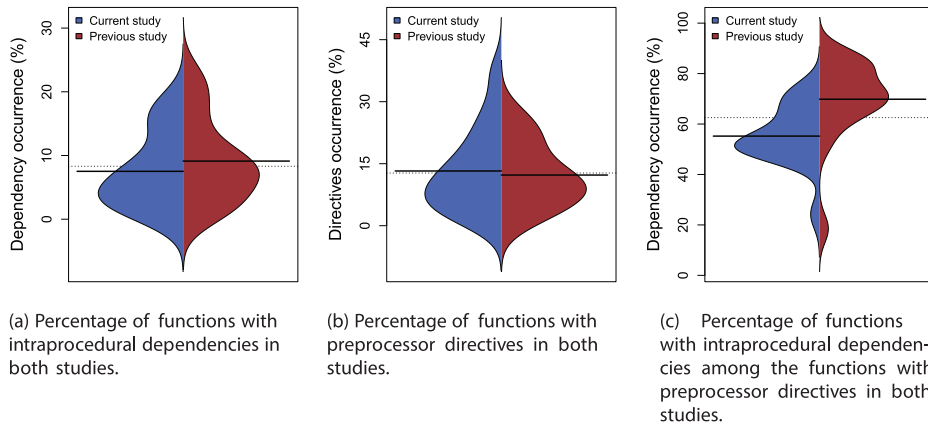 Current study
Previous study
Dependency occurrence (%)
30
20
10
0
Current study
Previous study
Directives occurrence (%)
45
30
15
0
Current study
Previous study
Dependency occurrence (%)
100
80
60
40
20
0
(a) Percentage of functions with
intraprocedural dependencies in
both studies.
(b) Percentage of functions with
preprocessor directives in both
studies.
(c) Percentage of functions
with intraprocedural dependen-
cies among the functions with
preprocessor directives in both
studies.